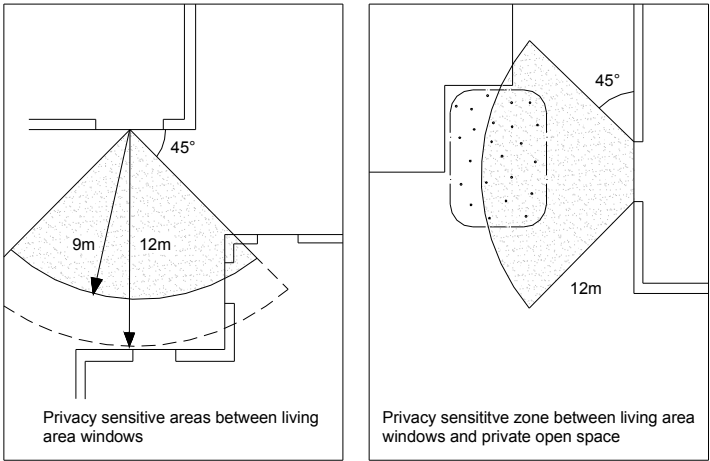 45°
9m
12m
Privacy sensitive areas between living
area windows
45°
12m
Privacy sensititve zone between living area
windows and private open space